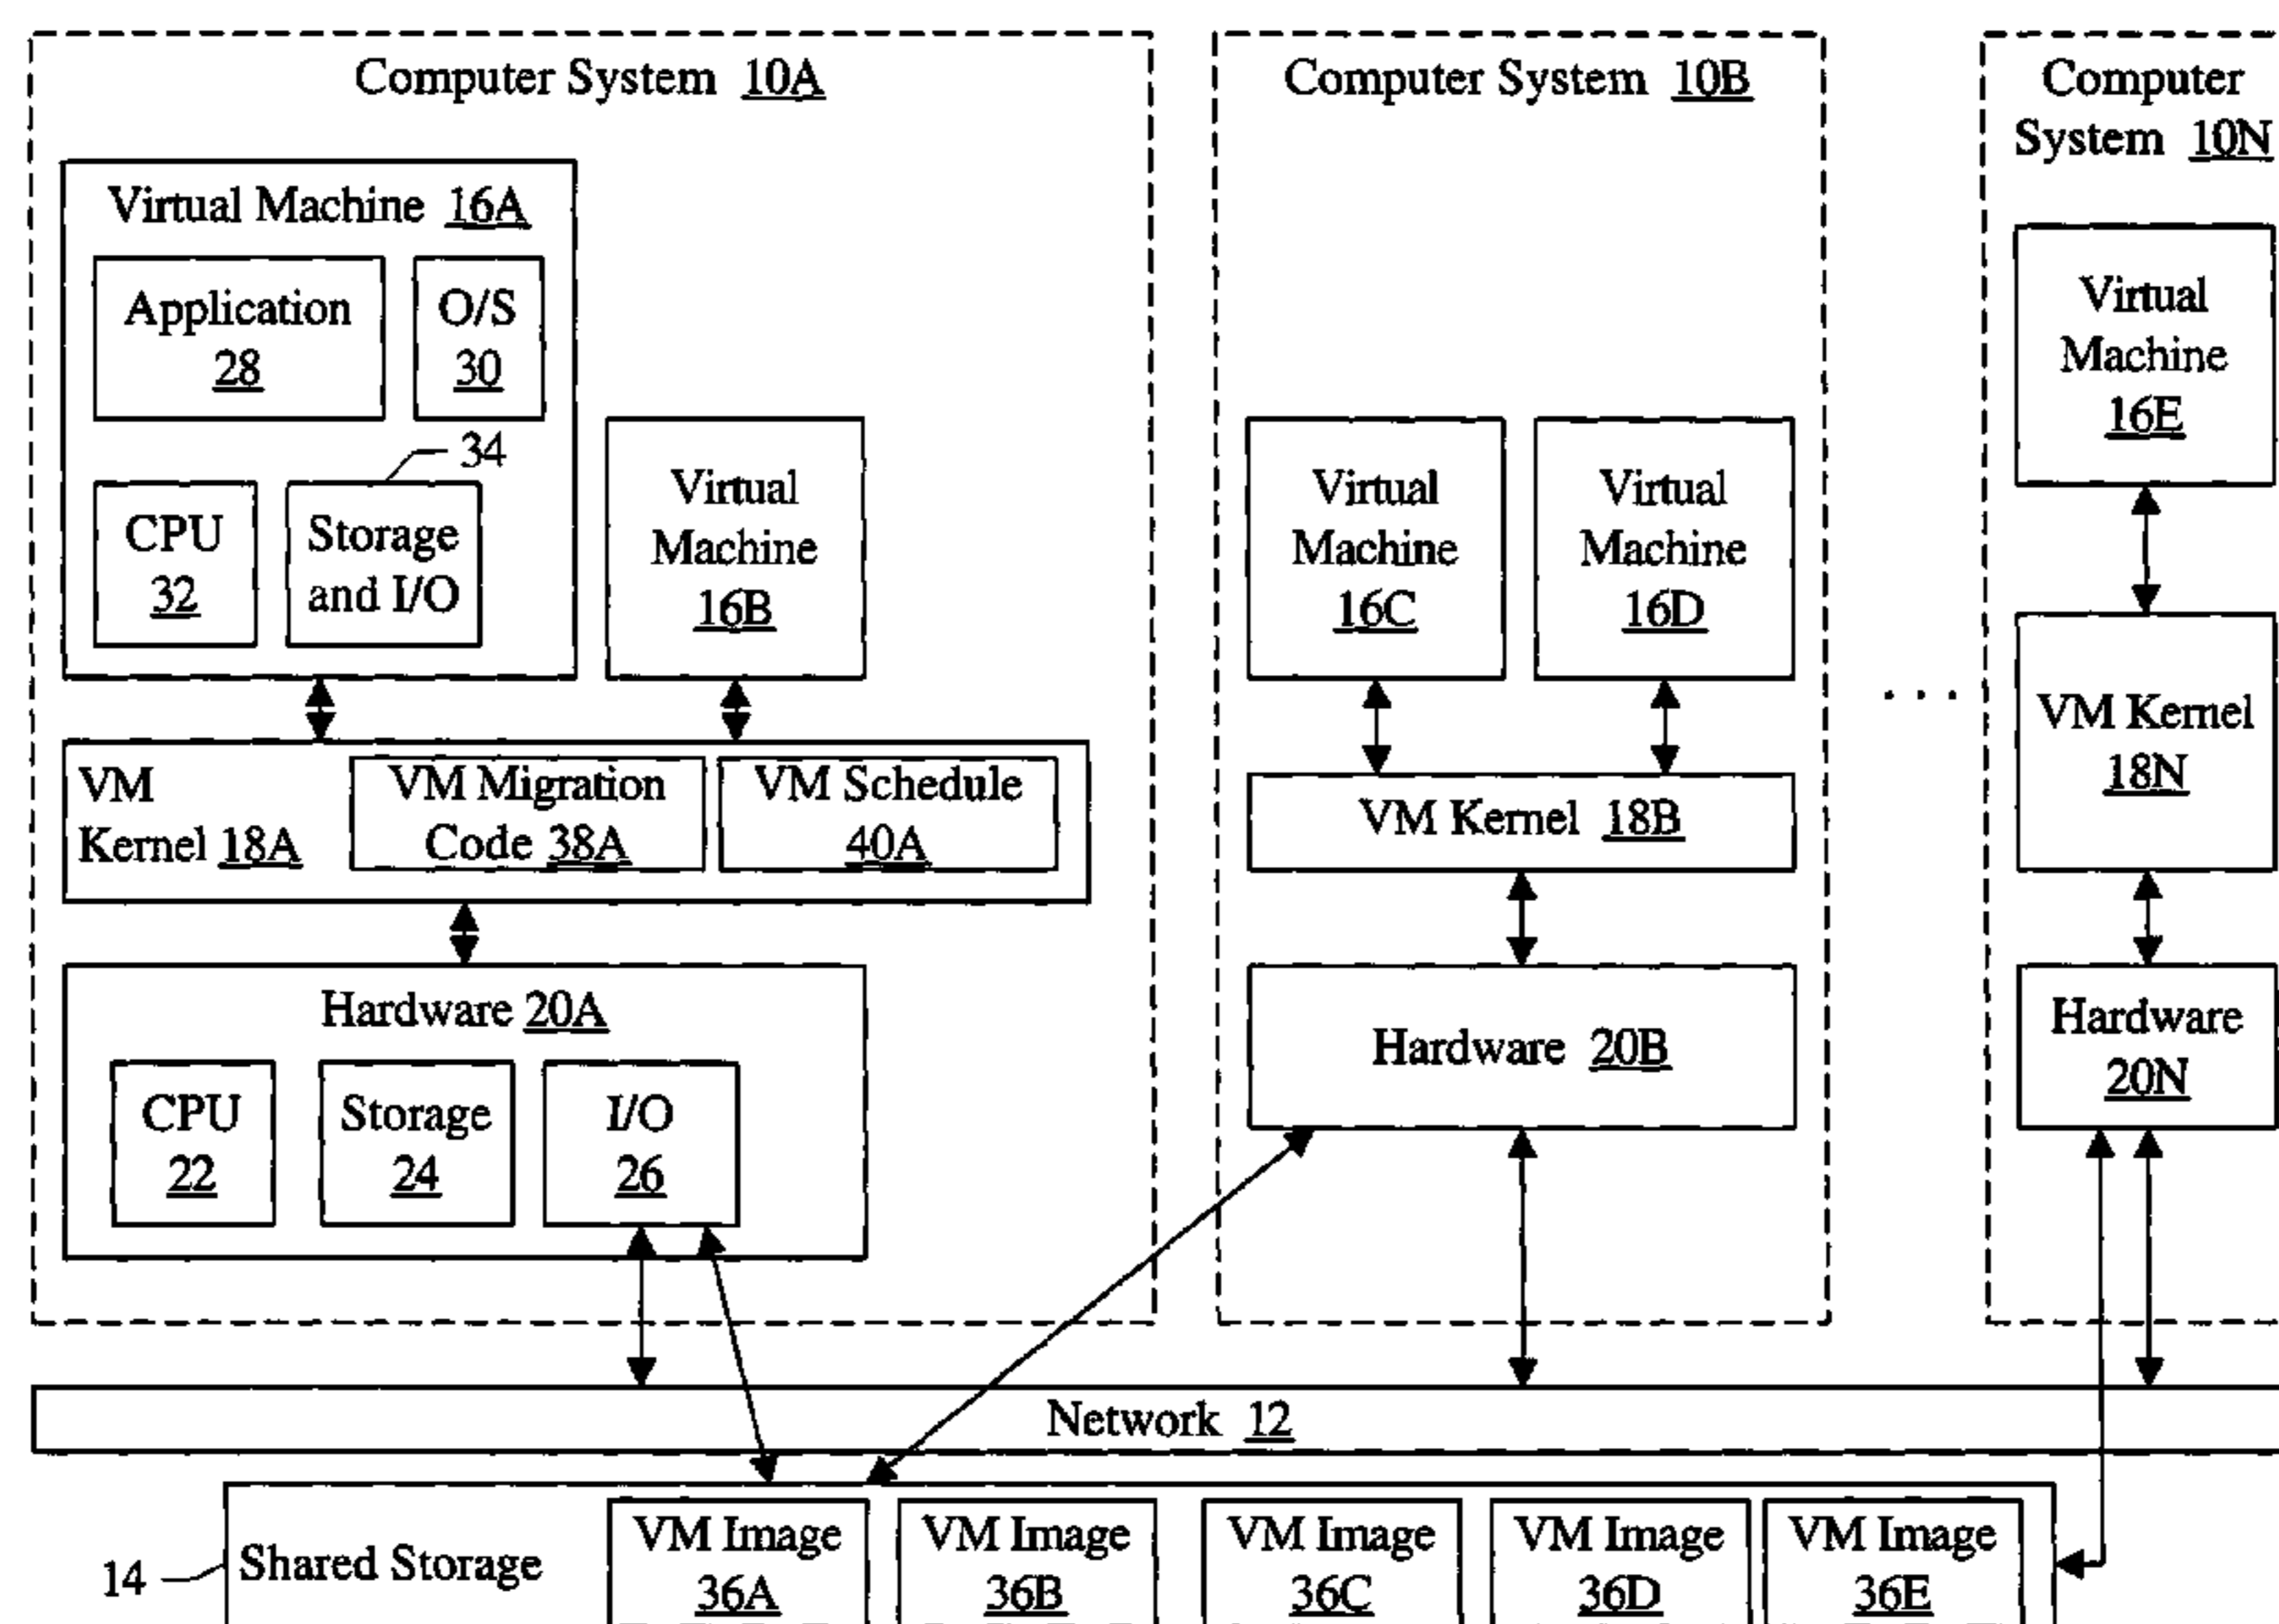 Computer System 10A
Virtual Machine 16A
Application
28
O/S
30
34
CPU
32
Storage
and I/O
Virtual
Machine
16B
VM
Kernel 18A
VM Migration
Code 38A
VM Schedule
40A
Hardware 20A
CPU
22
Storage
24
I/O
26
Computer System 10B
Virtual
Machine
16C
Virtual
Machine
16D
VM Kernel 18B
Hardware 20B
. . .
Computer
System 10N
Virtual
Machine
16E
VM Kernel
18N
Hardware
20N
Network 12
14
Shared Storage
VM Image
36A
VM Image
36B
VM Image
36C
VM Image
36D
VM Image
36E